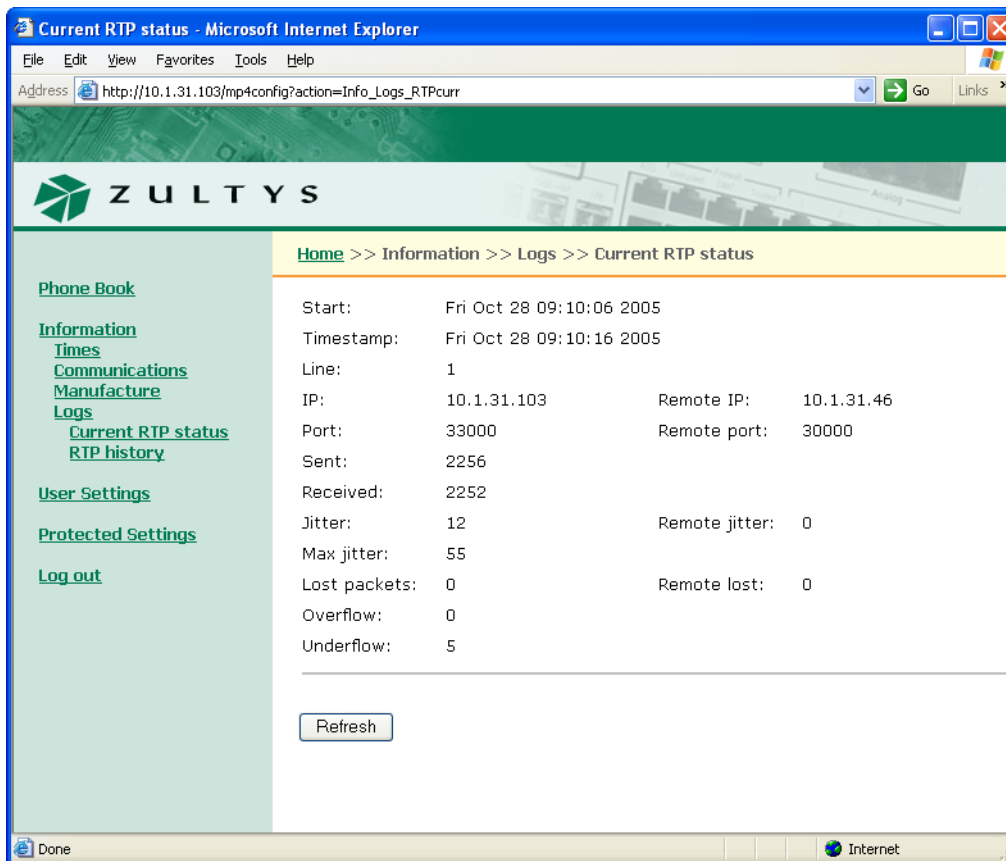 Current RTP status - Microsoft Internet Explorer
File Edit View Favorites Tools Help
Address http://10.1.31.103/mp4config?action=Info_Logs_RTPcurr Go Links »
ZULTYS
Analog
Home >> Information >> Logs >> Current RTP status
Phone Book
Information
Times
Communications
Manufacture
Logs
Current RTP status
RTP history
User Settings
Protected Settings
Log out
Start: Fri Oct 28 09:10:06 2005
Timestamp: Fri Oct 28 09:10:16 2005
Line: 1
IP: 10.1.31.103 Remote IP: 10.1.31.46
Port: 33000 Remote port: 30000
Sent: 2256
Received: 2252
Jitter: 12 Remote jitter: 0
Max jitter: 55
Lost packets: 0 Remote lost: 0
Overflow: 0
Underflow: 5
Refresh
Done Internet